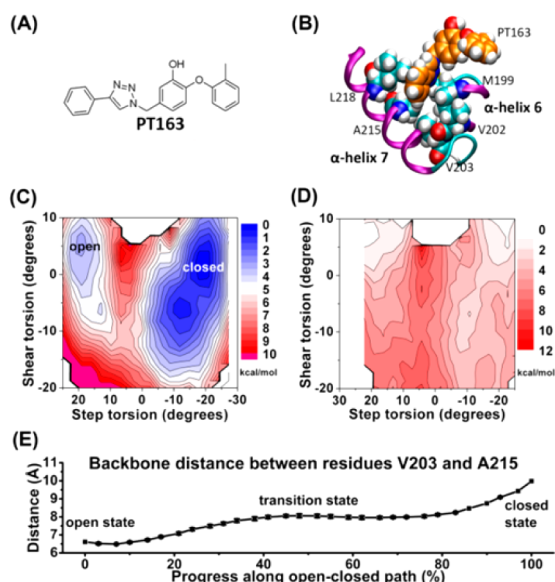 (A)
OH
N=N
N
O
PT163
(B)
PT163
M199
L218
α-helix 6
A215
V202
α-helix 7
V203
(C)
Shear torsion (degrees)
10
0
-10
-20
open
closed
20 10 0 -10 -20 -30
Step torsion (degrees)
0
1
2
3
4
5
6
7
8
9
10
kcal/mol
(D)
Shear torsion (degrees)
10
0
-10
-20
30 20 10 0 -10 -20 -30
Step torsion (degrees)
0
2
4
6
8
10
12
kcal/mol
(E)
Backbone distance between residues V203 and A215
Distance (Å)
11
10
9
8
7
6
open state
transition state
closed
state
0 20 40 60 80 100
Progress along open-closed path (%)